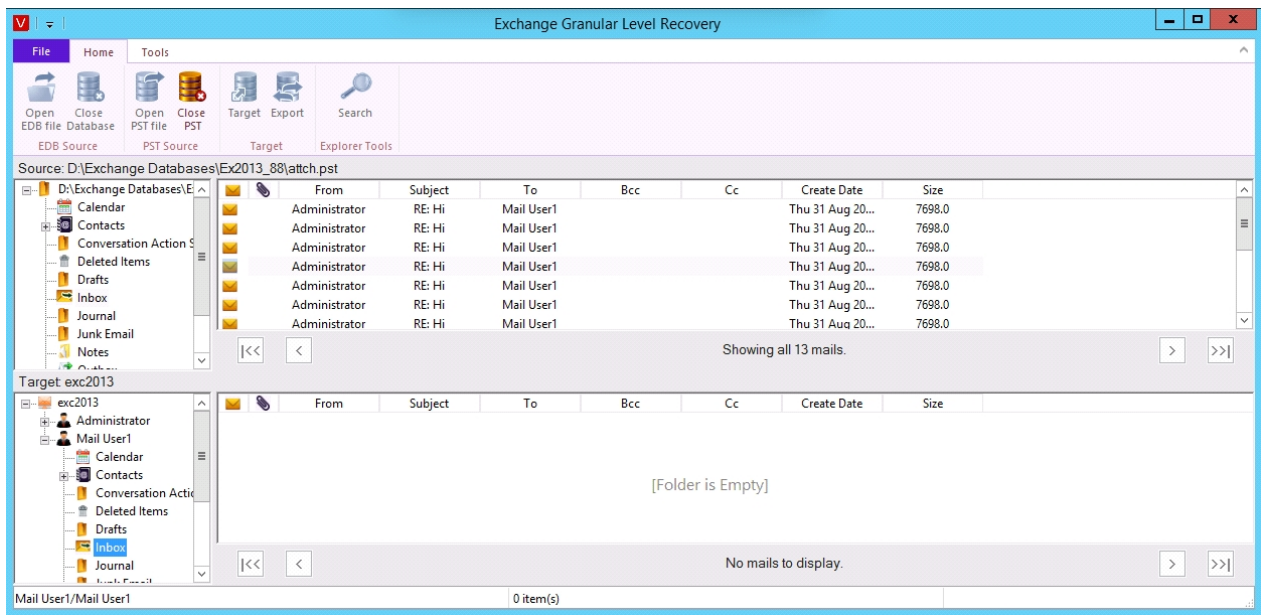 V
Exchange Granular Level Recovery
File Home Tools
Open EDB file Close Database Open PST file Close PST Target Export Search
EDB Source PST Source Target Explorer Tools
Source: D:\Exchange Databases\Ex2013_88\attch.pst
D:\Exchange Databases\E
Calendar
Contacts
Conversation Action S
Deleted Items
Drafts
Inbox
Journal
Junk Email
Notes
From Subject To Bcc Cc Create Date Size
Administrator RE: Hi Mail User1 Thu 31 Aug 20... 7698.0
Administrator RE: Hi Mail User1 Thu 31 Aug 20... 7698.0
Administrator RE: Hi Mail User1 Thu 31 Aug 20... 7698.0
Administrator RE: Hi Mail User1 Thu 31 Aug 20... 7698.0
Administrator RE: Hi Mail User1 Thu 31 Aug 20... 7698.0
Administrator RE: Hi Mail User1 Thu 31 Aug 20... 7698.0
Administrator RE: Hi Mail User1 Thu 31 Aug 20... 7698.0
|<< < Showing all 13 mails. > >>|
Target: exc2013
exc2013
Administrator
Mail User1
Calendar
Contacts
Conversation Actic
Deleted Items
Drafts
Inbox
Journal
Junk Email
From Subject To Bcc Cc Create Date Size
[Folder is Empty]
|<< < No mails to display. > >>|
Mail User1/Mail User1 0 item(s)